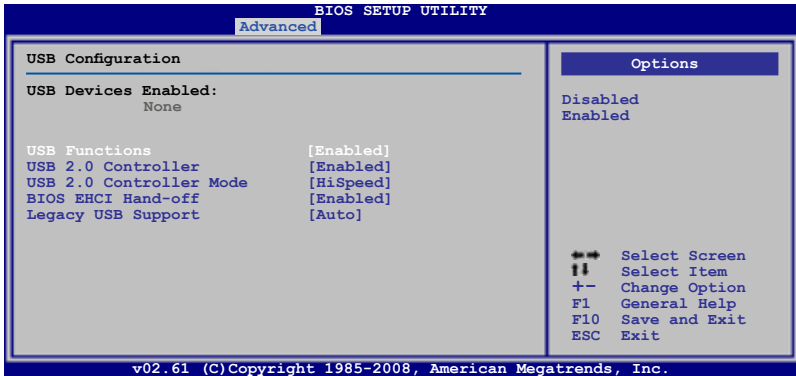 BIOS SETUP UTILITY
Advanced
USB Configuration
USB Devices Enabled:
None
USB Functions [Enabled]
USB 2.0 Controller [Enabled]
USB 2.0 Controller Mode [HiSpeed]
BIOS EHCI Hand-off [Enabled]
Legacy USB Support [Auto]
Options
Disabled
Enabled
←→ Select Screen
↑↓ Select Item
+- Change Option
F1 General Help
F10 Save and Exit
ESC Exit
v02.61 (C)Copyright 1985-2008, American Megatrends, Inc.